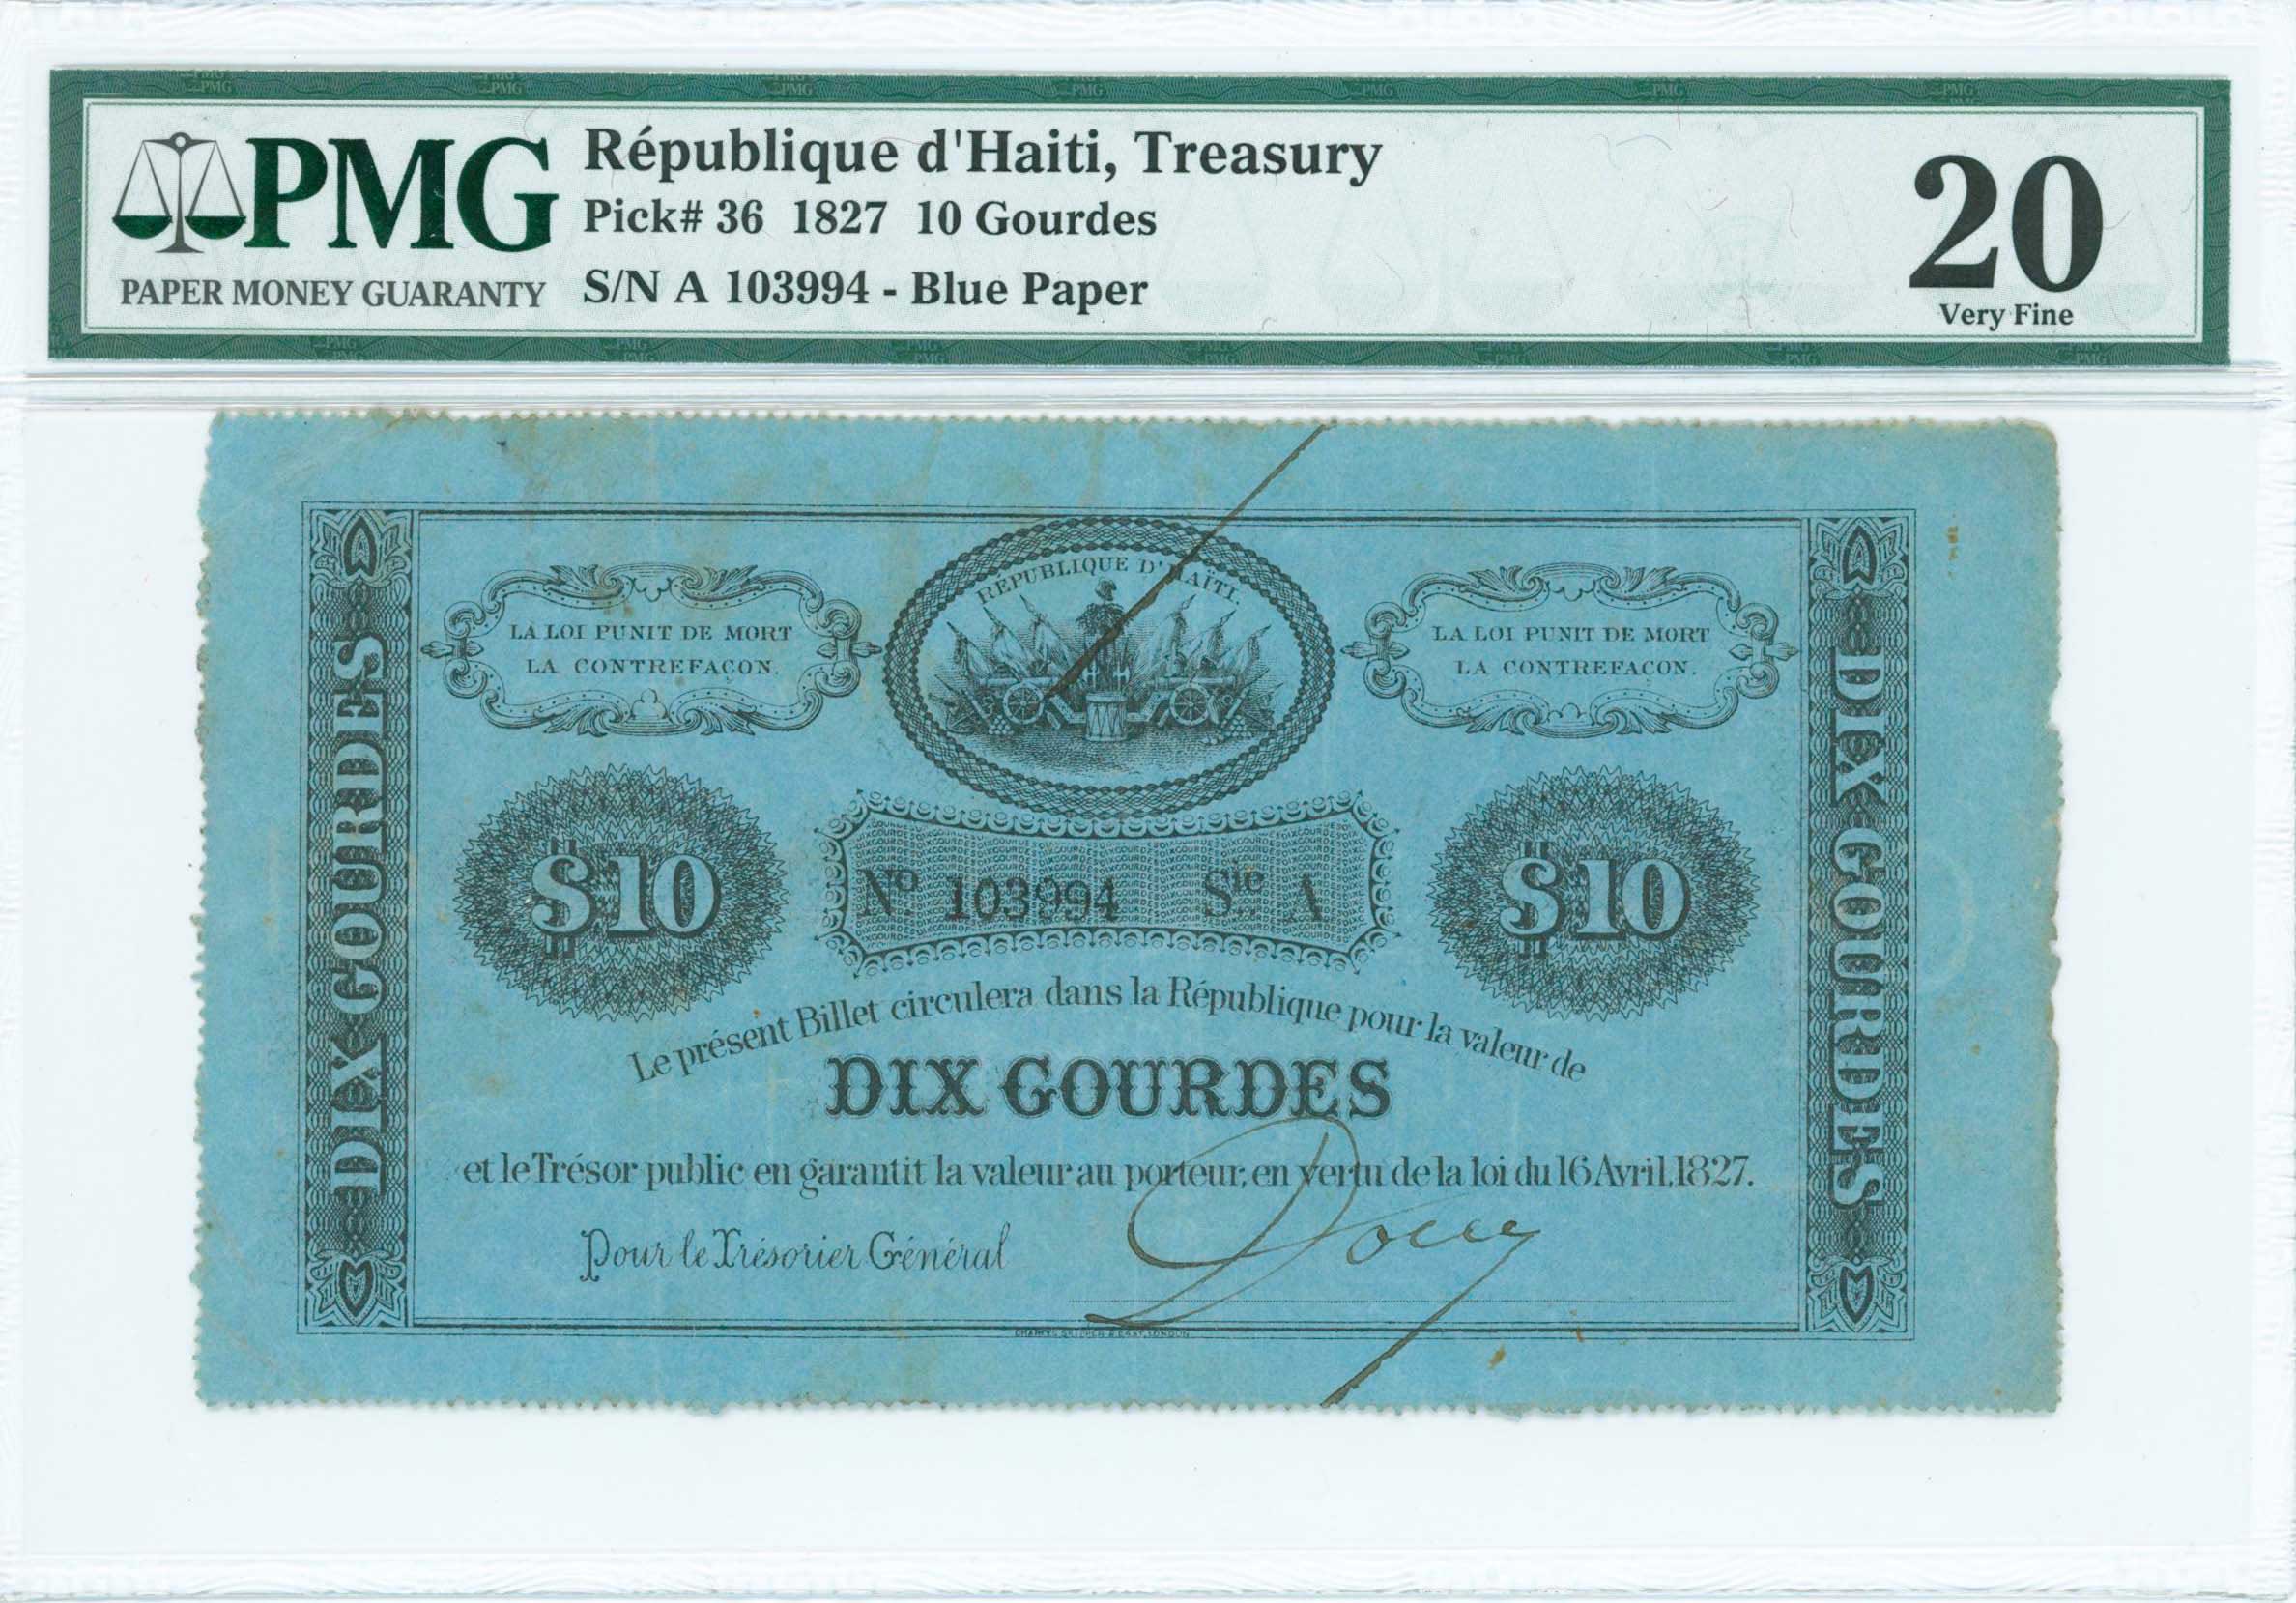 PMG
PAPER MONEY GUARANTY
République d'Haiti, Treasury
Pick# 36 1827 10 Gourdes
S/N A 103994 - Blue Paper
20
Very Fine
DIX GOURDES
LA LOI PUNIT DE MORT
LA CONTREFAÇON.
REPUBLIQUE D'HAÏTI.
LA LOI PUNIT DE MORT
LA CONTREFAÇON.
DIX GOURDES
$10
No. 103994 Sie. A
$10
Le présent Billet circulera dans la République pour la valeur de
DIX GOURDES
et le Trésor public en garantit la valeur au porteur, en vertu de la loi du 16 Avril, 1827.
Pour le Trésorier Général